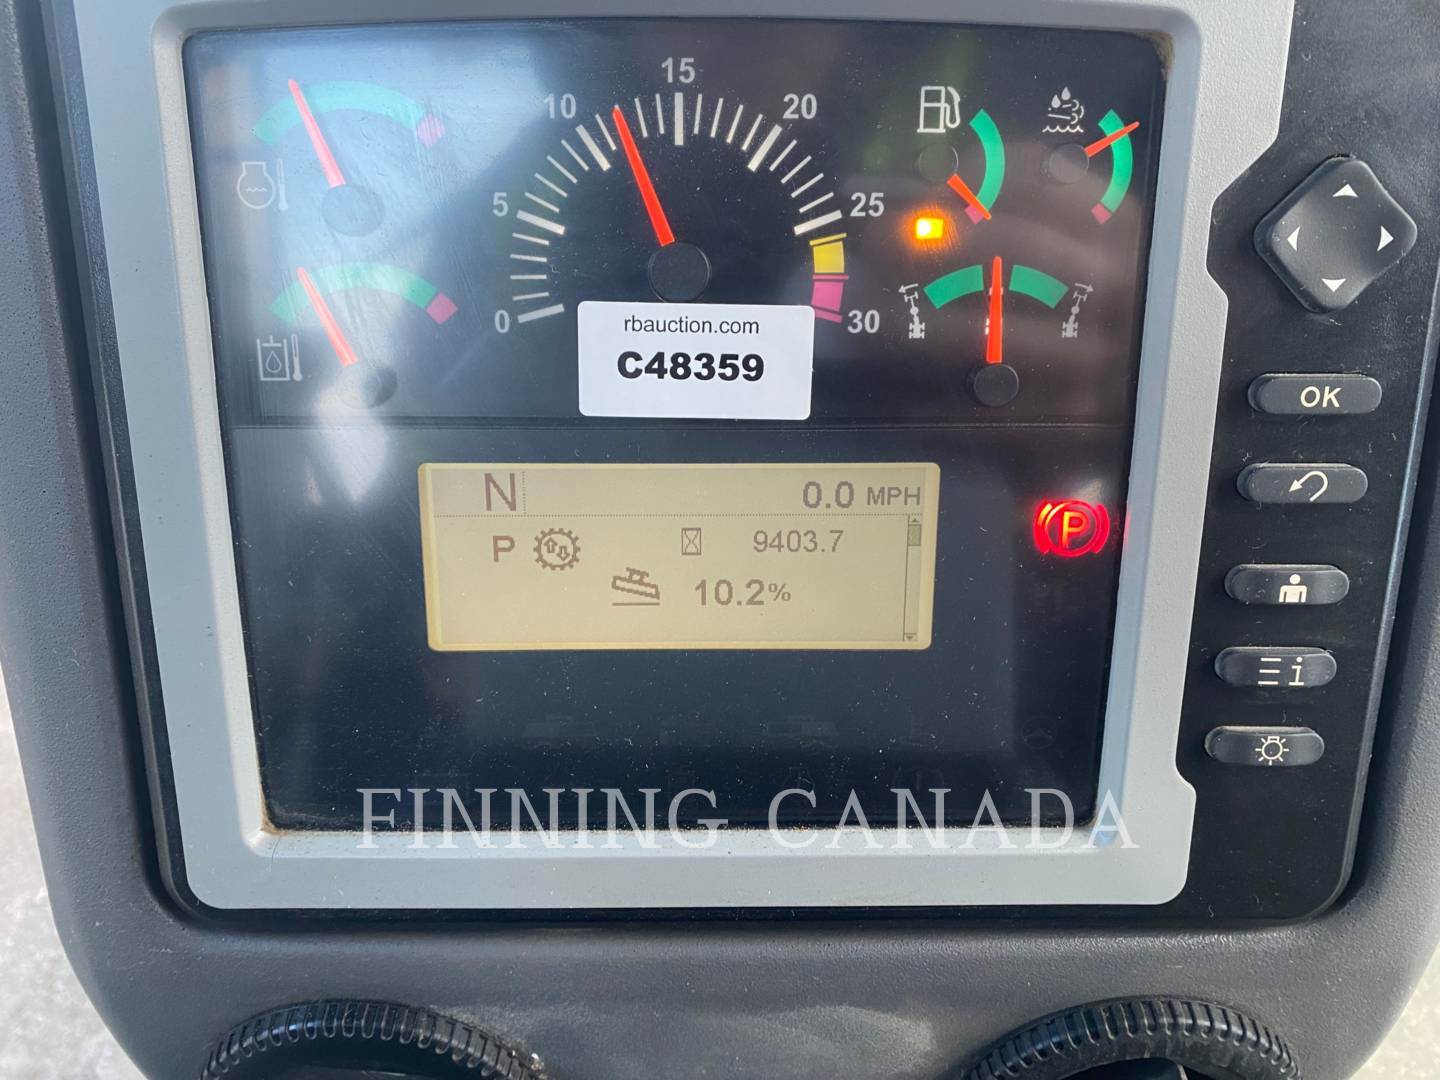 15
10
20
5
25
0
30
rbauction.com
C48359
OK
N 0.0 MPH
P 9403.7
10.2%
P
i
FINNING CANADA